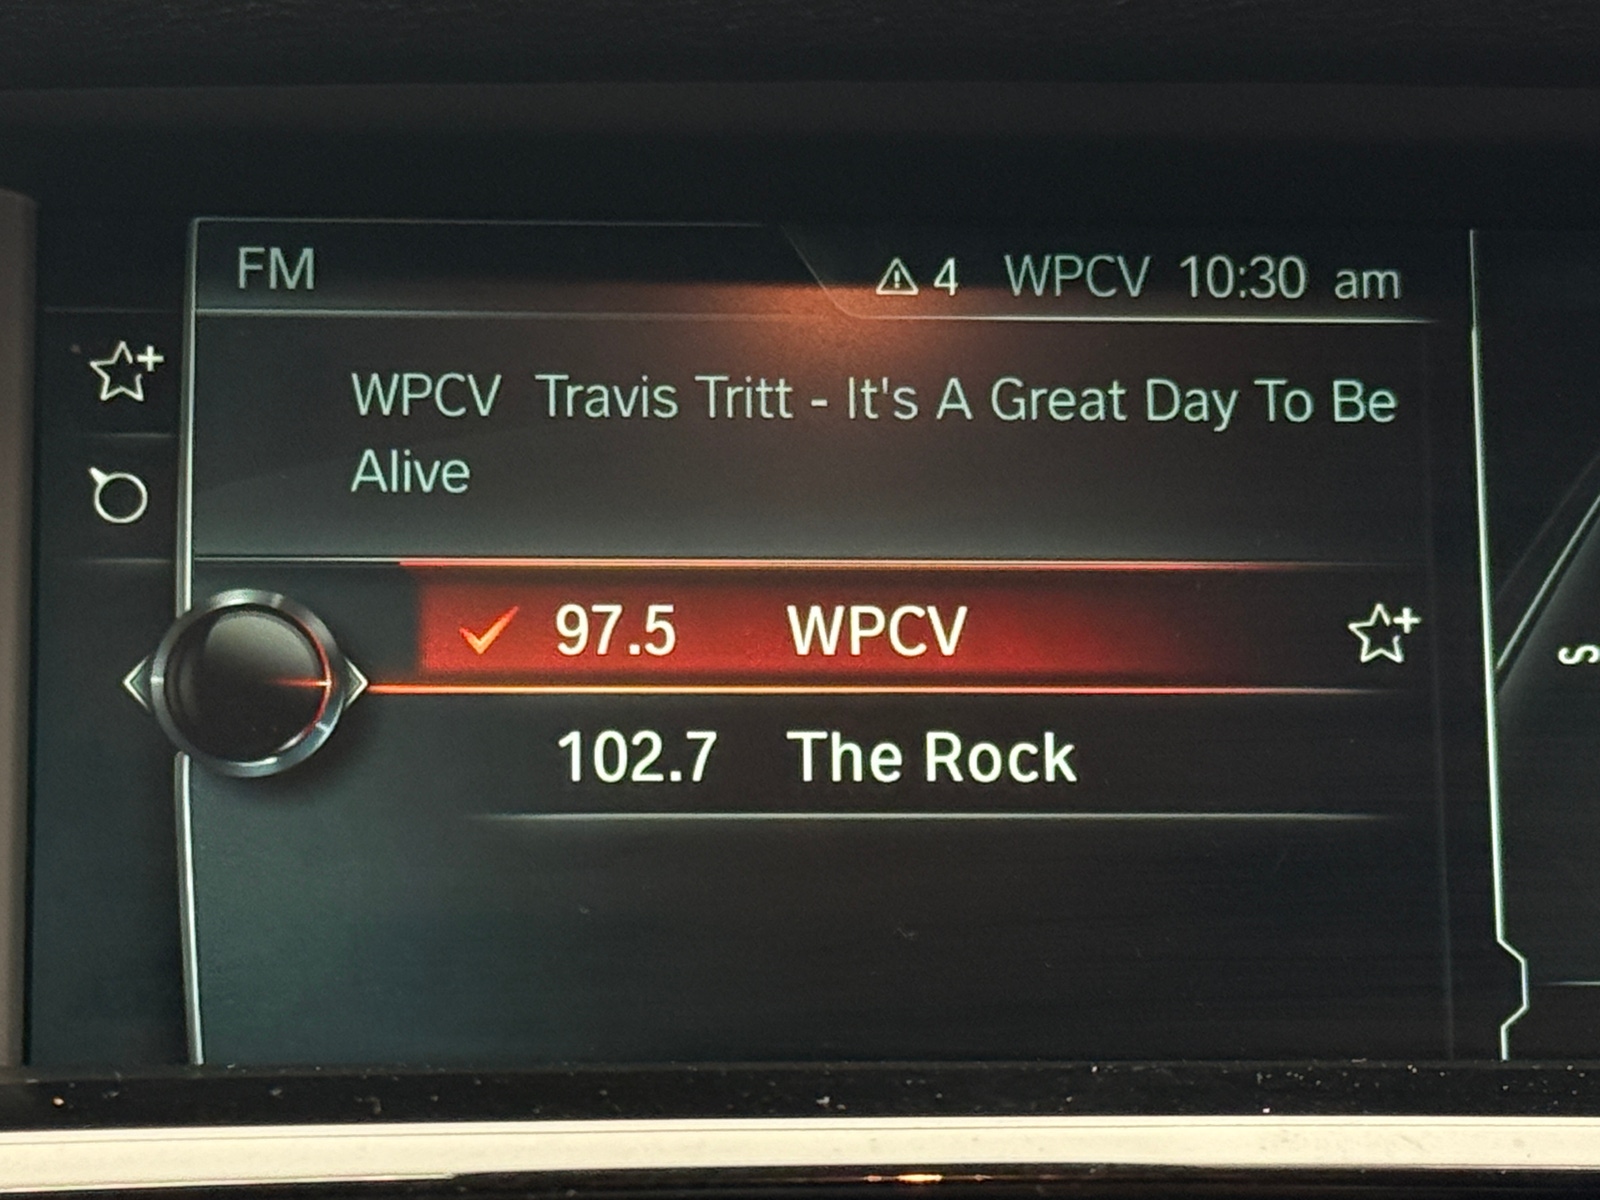 FM
4 WPCV 10:30 am
WPCV Travis Tritt - It's A Great Day To Be
Alive
97.5 WPCV
102.7 The Rock
S